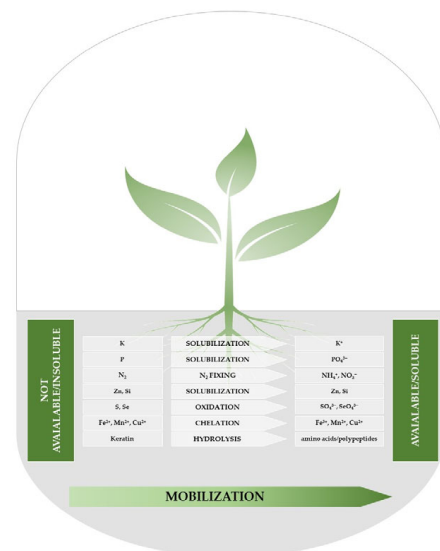 NOT
AVAIALABLE/INSOLUBLE
K SOLUBILIZATION K⁺
P SOLUBILIZATION PO₄³⁻
N₂ N₂ FIXING NH₄⁺, NO₃⁻
Zn, Si SOLUBILIZATION Zn, Si
S, Se OXIDATION SO₄²⁻, SeO₄²⁻
Fe³⁺, Mn²⁺, Cu²⁺ CHELATION Fe³⁺, Mn²⁺, Cu²⁺
Keratin HYDROLYSIS amino acids/polypeptides
AVAIALABLE/SOLUBLE
MOBILIZATION